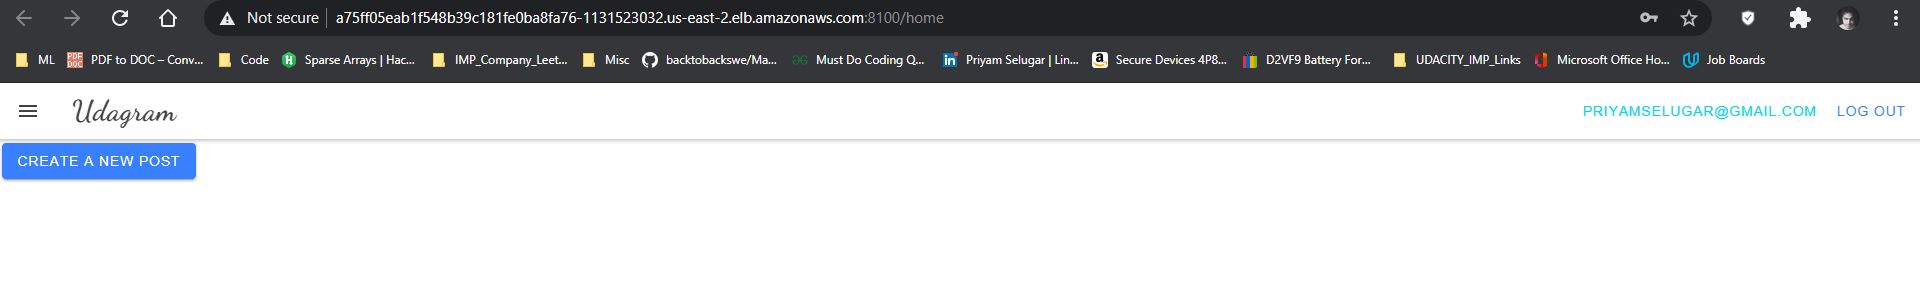 Not secure a75ff05eab1f548b39c181fe0ba8fa76-1131523032.us-east-2.elb.amazonaws.com:8100/home
ML PDF to DOC – Conv... Code Sparse Arrays | Hac... IMP_Company_Leet... Misc backtobackswe/Ma... Must Do Coding Q... Priyam Selugar | Lin... Secure Devices 4P8... D2VF9 Battery For... UDACITY_IMP_Links Microsoft Office Ho... Job Boards
Udagram PRIYAMSELUGAR@GMAIL.COM LOG OUT
CREATE A NEW POST